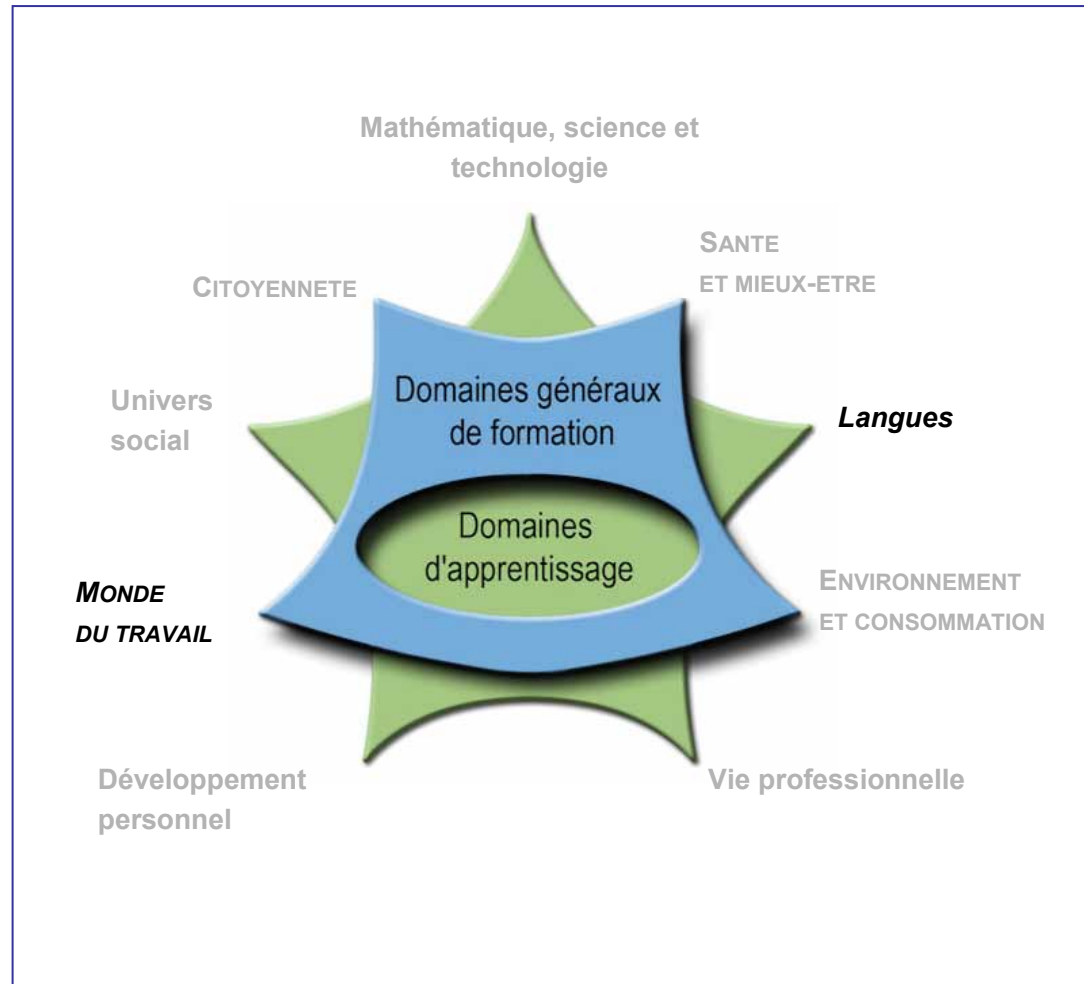 Mathématique, science et
technologie
SANTE
ET MIEUX-ETRE
CITOYENNETE
Domaines généraux
de formation
Univers
social
Langues
Domaines
d'apprentissage
MONDE
DU TRAVAIL
ENVIRONNEMENT
ET CONSOMMATION
Développement
personnel
Vie professionnelle